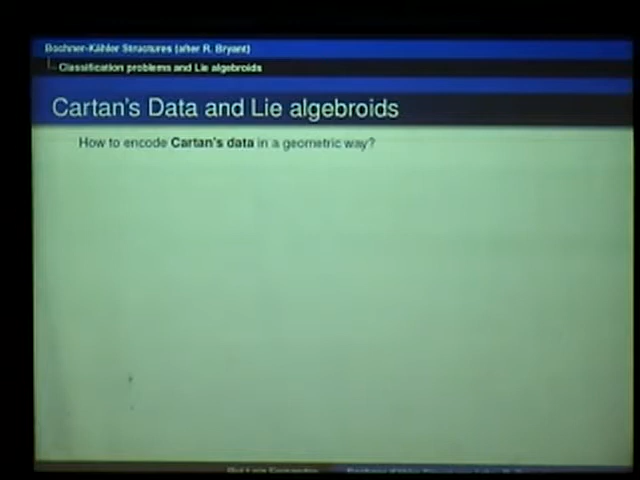 Bochner-Kähler Structures (after R. Bryant)
Classification problems and Lie algebroids
Cartan's Data and Lie algebroids
How to encode Cartan's data in a geometric way?